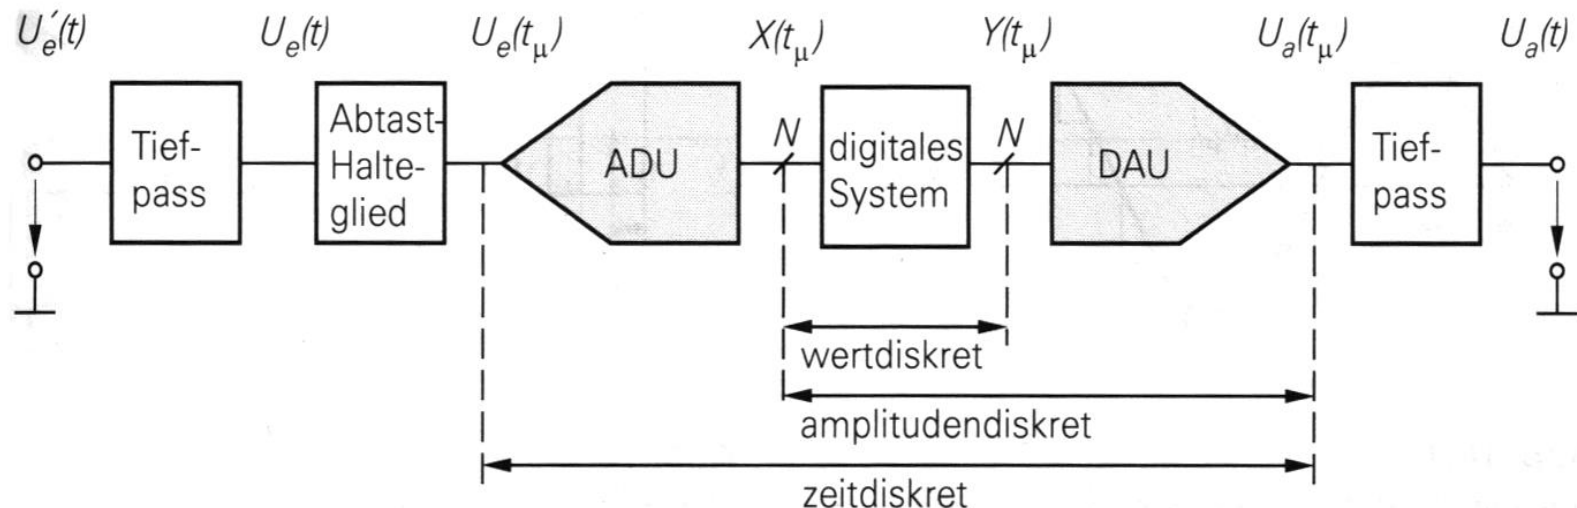 U′e(t)
Ue(t)
Ue(tμ)
X(tμ)
Y(tμ)
Ua(tμ)
Ua(t)
Tief-
pass
Abtast-
Halte-
glied
ADU
N
digitales
System
N
DAU
Tief-
pass
wertdiskret
amplitudendiskret
zeitdiskret